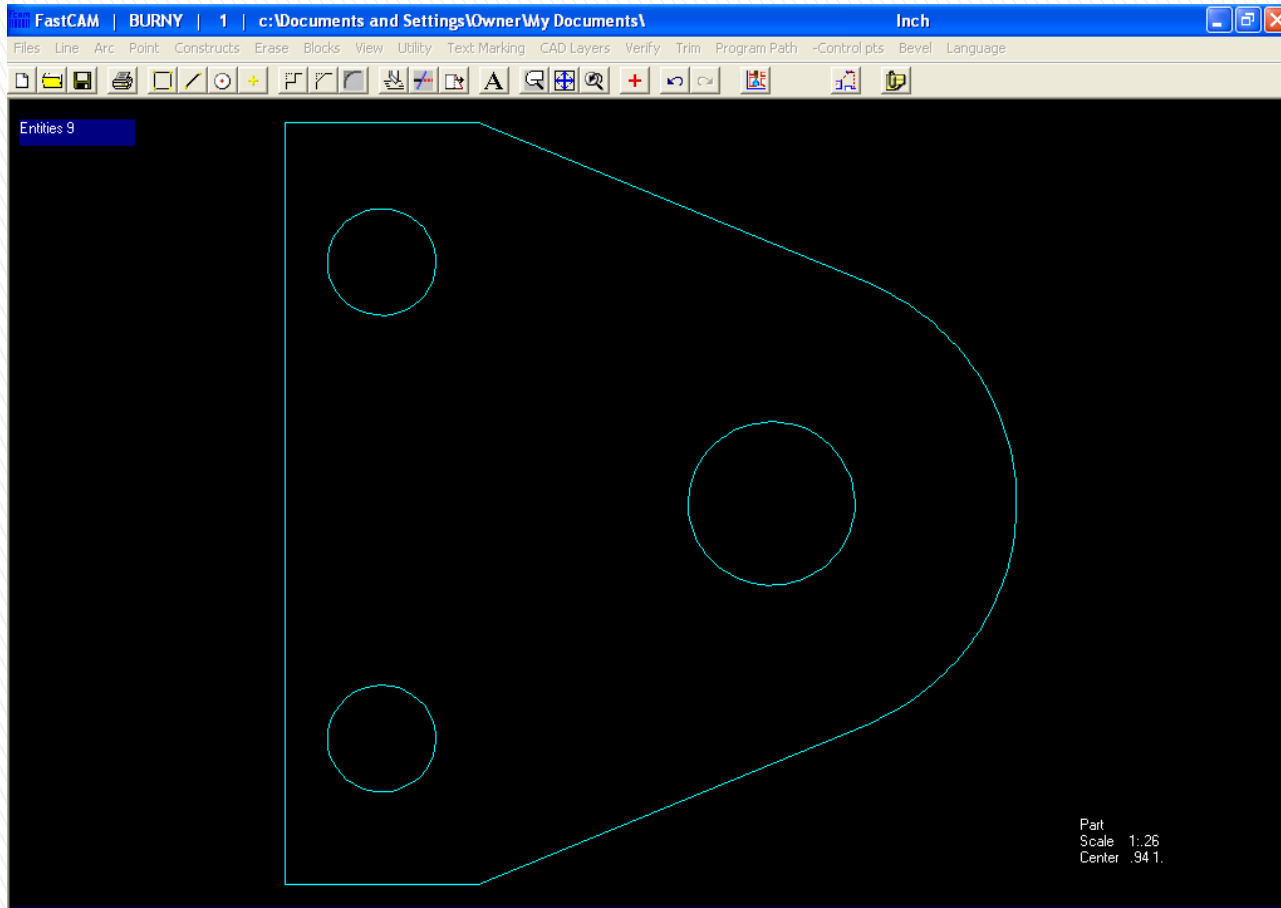 FastCAM | BURNY | 1 | c:\Documents and Settings\Owner\My Documents\ Inch
Files Line Arc Point Constructs Erase Blocks View Utility Text Marking CAD Layers Verify Trim Program Path -Control pts Bevel Language
A
Entities 9
Part
Scale 1:.26
Center .94 1.